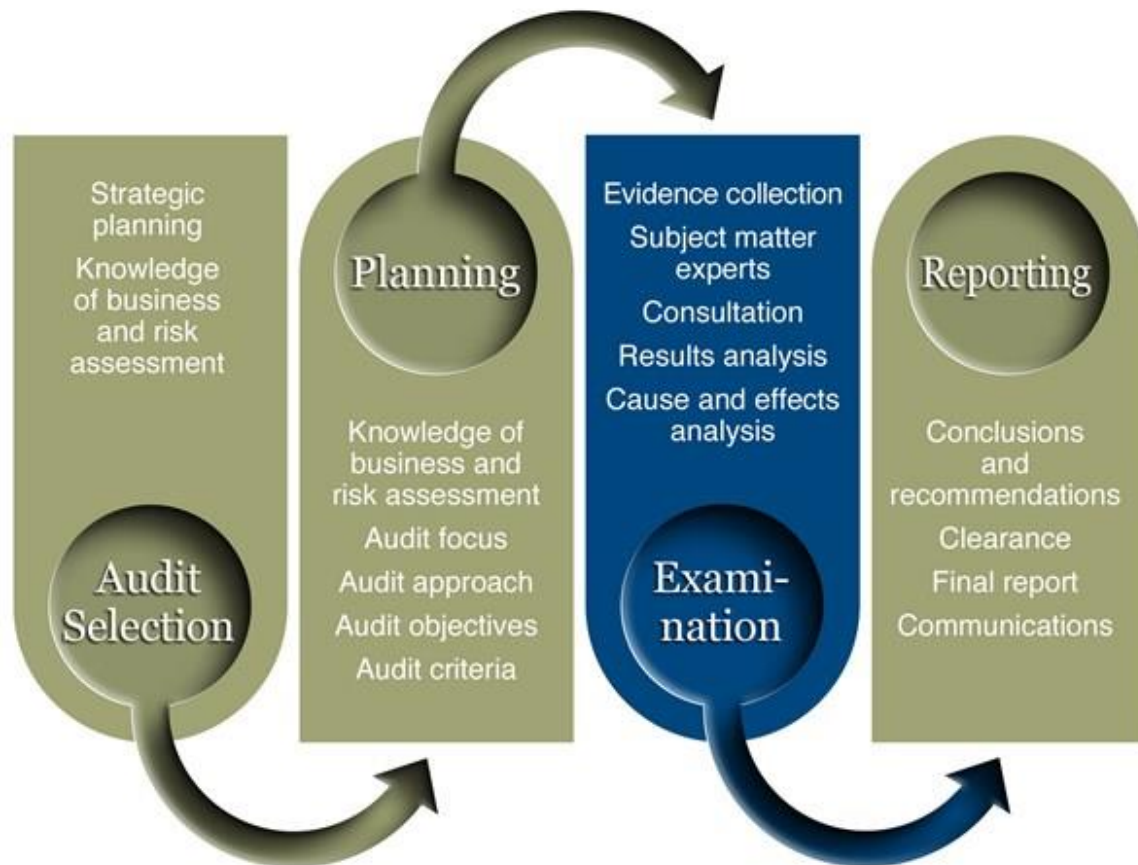 Strategic
planning
Knowledge
of business
and risk
assessment
Audit
Selection
Planning
Knowledge of
business and
risk assessment
Audit focus
Audit approach
Audit objectives
Audit criteria
Evidence collection
Subject matter
experts
Consultation
Results analysis
Cause and effects
analysis
Exami-
nation
Reporting
Conclusions
and
recommendations
Clearance
Final report
Communications